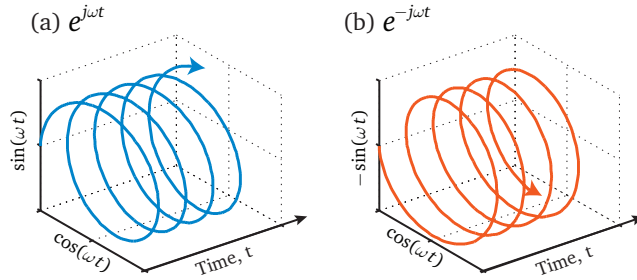 (a) e^{jωt}
sin(ωt)
cos(ωt)
Time, t
(b) e^{-jωt}
-sin(ωt)
cos(ωt)
Time, t